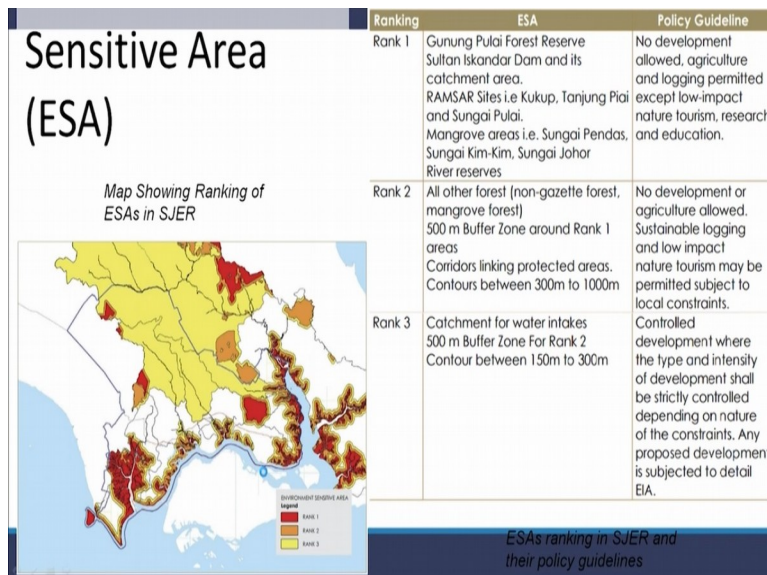 Sensitive Area
(ESA)
Map Showing Ranking of
ESAs in SJER
ENVIRONMENT SENSITIVE AREA
Legend
RANK 1
RANK 2
RANK 3
Ranking ESA Policy Guideline
Rank 1
Gunung Pulai Forest Reserve
Sultan Iskandar Dam and its
catchment area.
RAMSAR Sites i.e Kukup, Tanjung Piai
and Sungai Pulai.
Mangrove areas i.e. Sungai Pendas,
Sungai Kim-Kim, Sungai Johor
River reserves
No development
allowed, agriculture
and logging permitted
except low-impact
nature tourism, research
and education.
Rank 2
All other forest (non-gazette forest,
mangrove forest)
500 m Buffer Zone around Rank 1
areas
Corridors linking protected areas.
Contours between 300m to 1000m
No development or
agriculture allowed.
Sustainable logging
and low impact
nature tourism may be
permitted subject to
local constraints.
Rank 3
Catchment for water intakes
500 m Buffer Zone For Rank 2
Contour between 150m to 300m
Controlled
development where
the type and intensity
of development shall
be strictly controlled
depending on nature
of the constraints. Any
proposed developmen
is subjected to detail
EIA.
ESAs ranking in SJER and
their policy guidelines